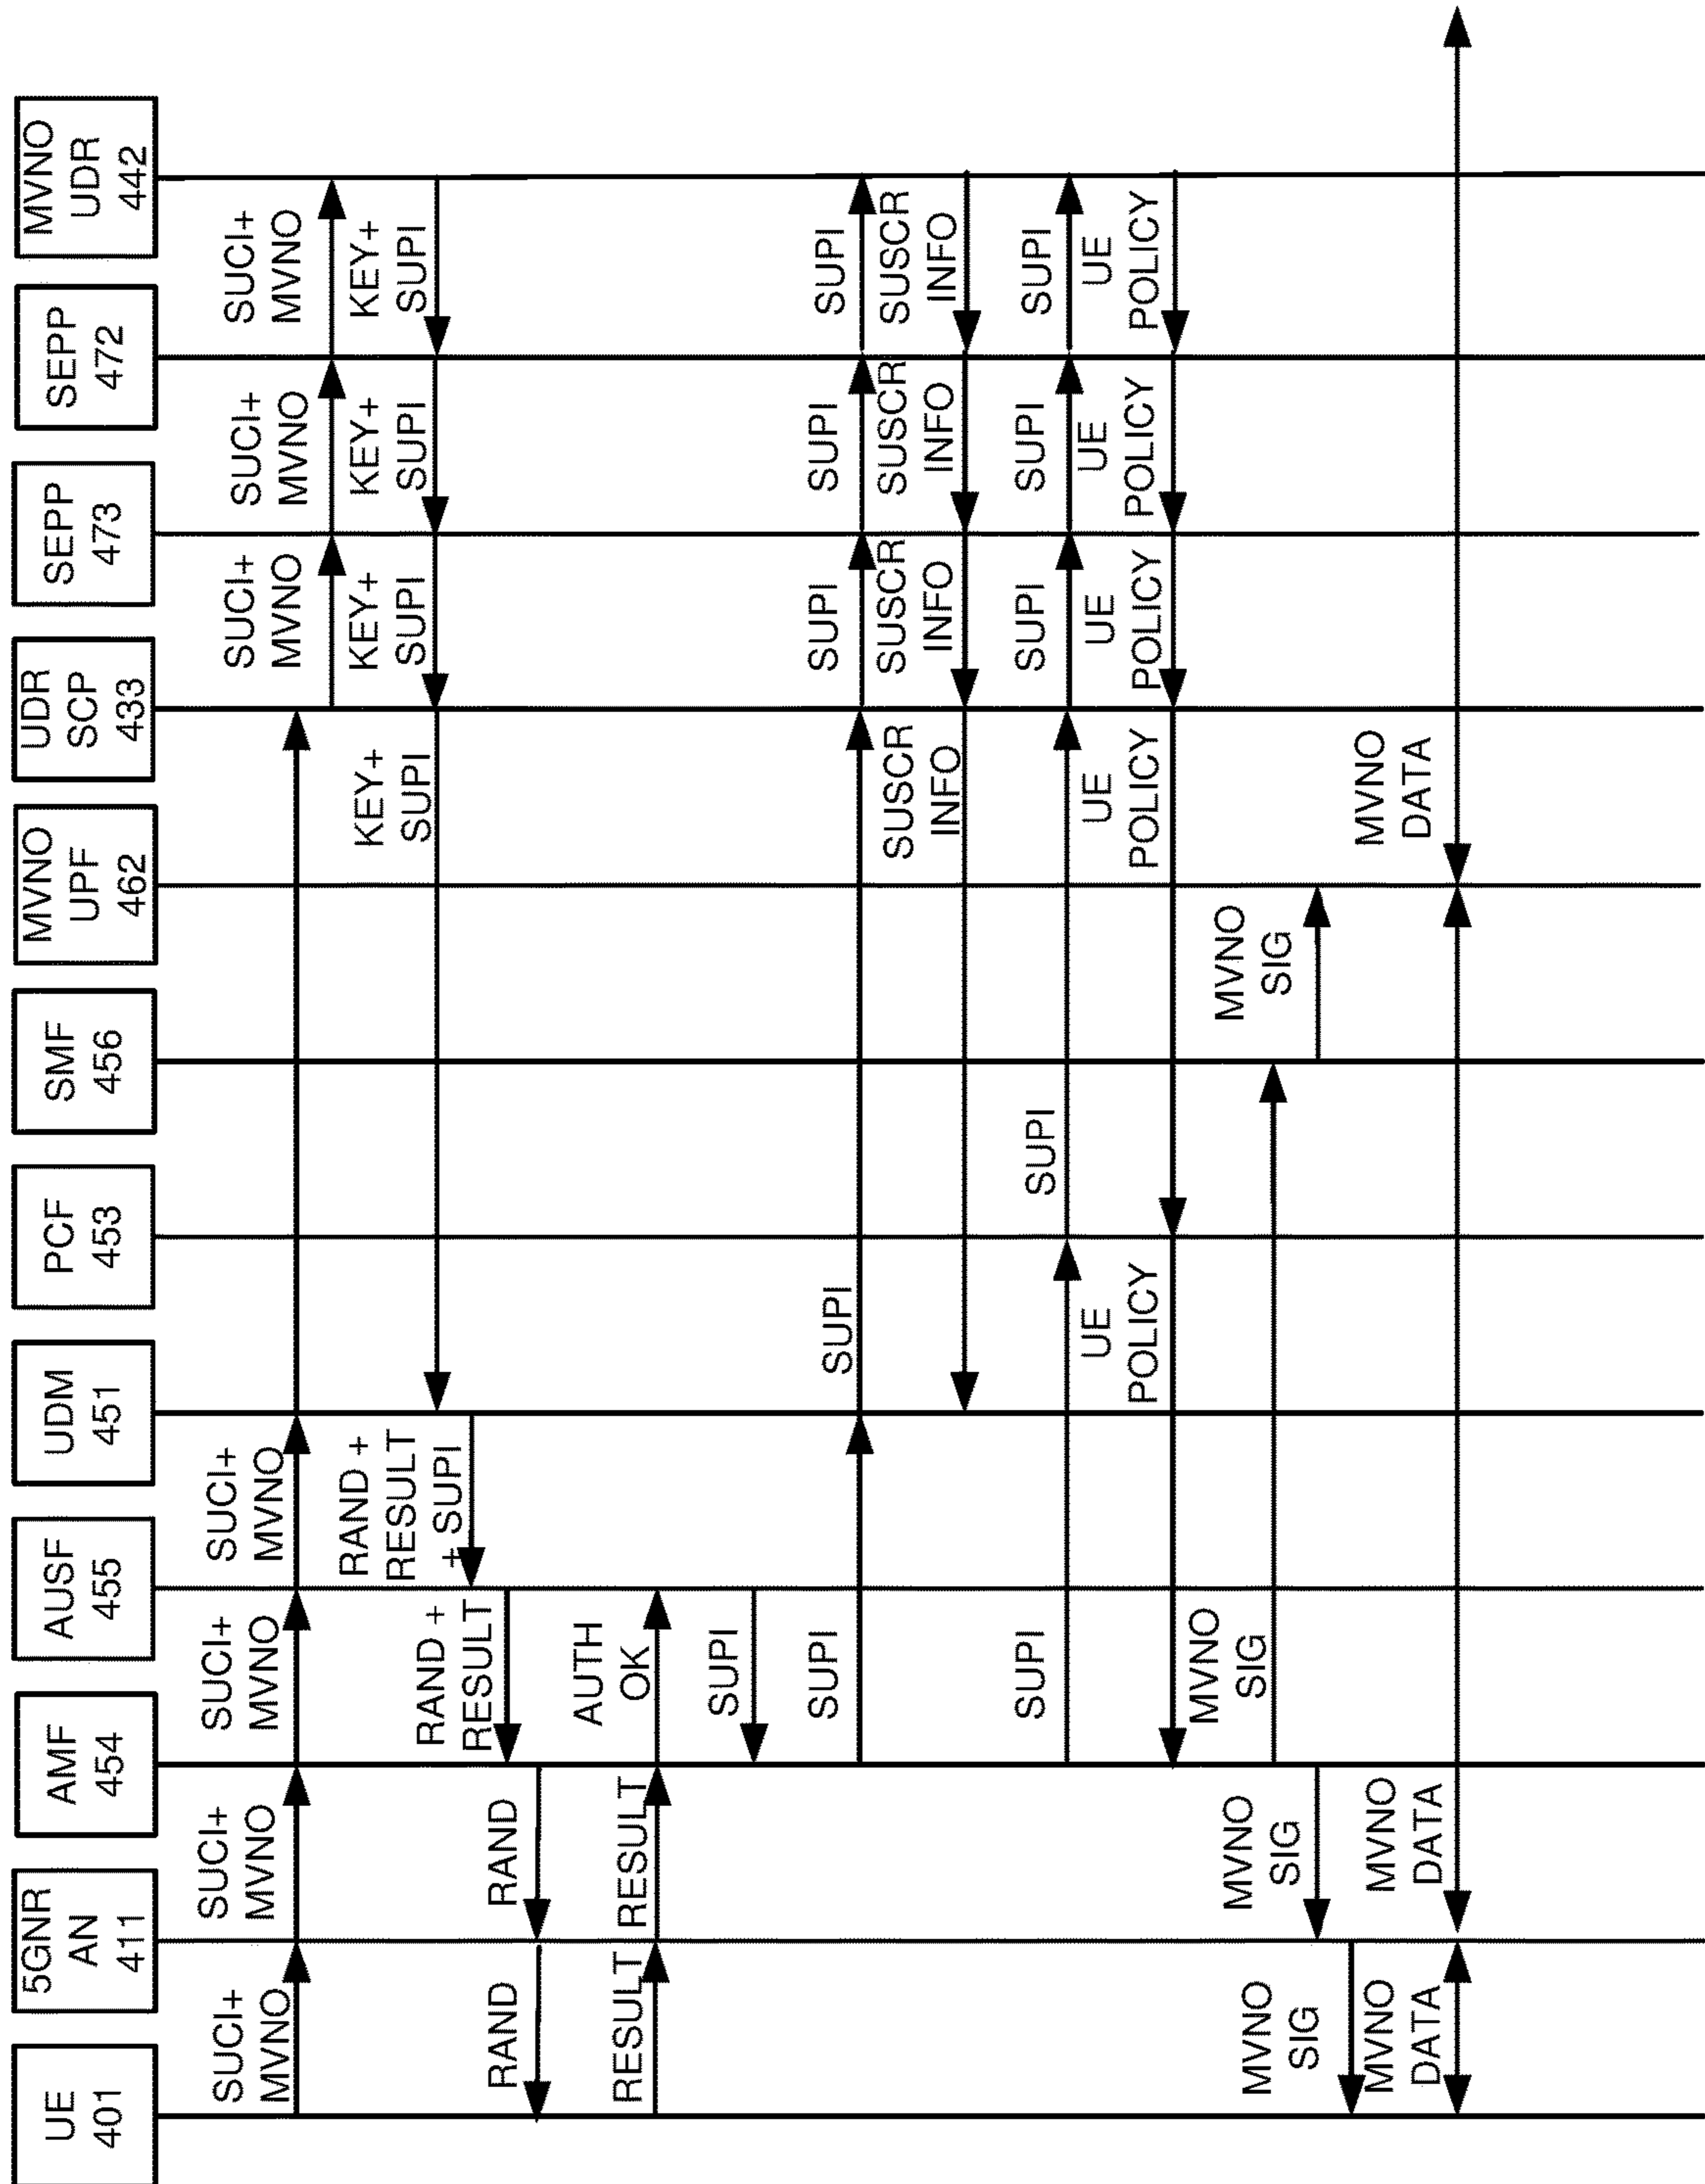 UE
401
5GNR
AN
411
AMF
454
AUSF
455
UDM
451
PCF
453
SMF
456
MVNO
UPF
462
UDR
SCP
433
SEPP
473
SEPP
472
MVNO
UDR
442
SUCI+
MVNO
SUCI+
MVNO
SUCI+
MVNO
SUCI+
MVNO
SUCI+
MVNO
SUCI+
MVNO
SUCI+
MVNO
KEY+
SUPI
KEY+
SUPI
KEY+
SUPI
KEY+
SUPI
RAND +
RESULT
+ SUPI
RAND +
RESULT
RAND
RAND
RESULT
RESULT
AUTH
OK
SUPI
SUPI
SUPI
SUPI
SUPI
SUPI
SUSCR
INFO
SUSCR
INFO
SUSCR
INFO
SUSCR
INFO
SUPI
SUPI
SUPI
SUPI
SUPI
UE
POLICY
UE
POLICY
UE
POLICY
UE
POLICY
UE
POLICY
MVNO
SIG
MVNO
SIG
MVNO
SIG
MVNO
SIG
MVNO
DATA
MVNO
DATA
MVNO
DATA